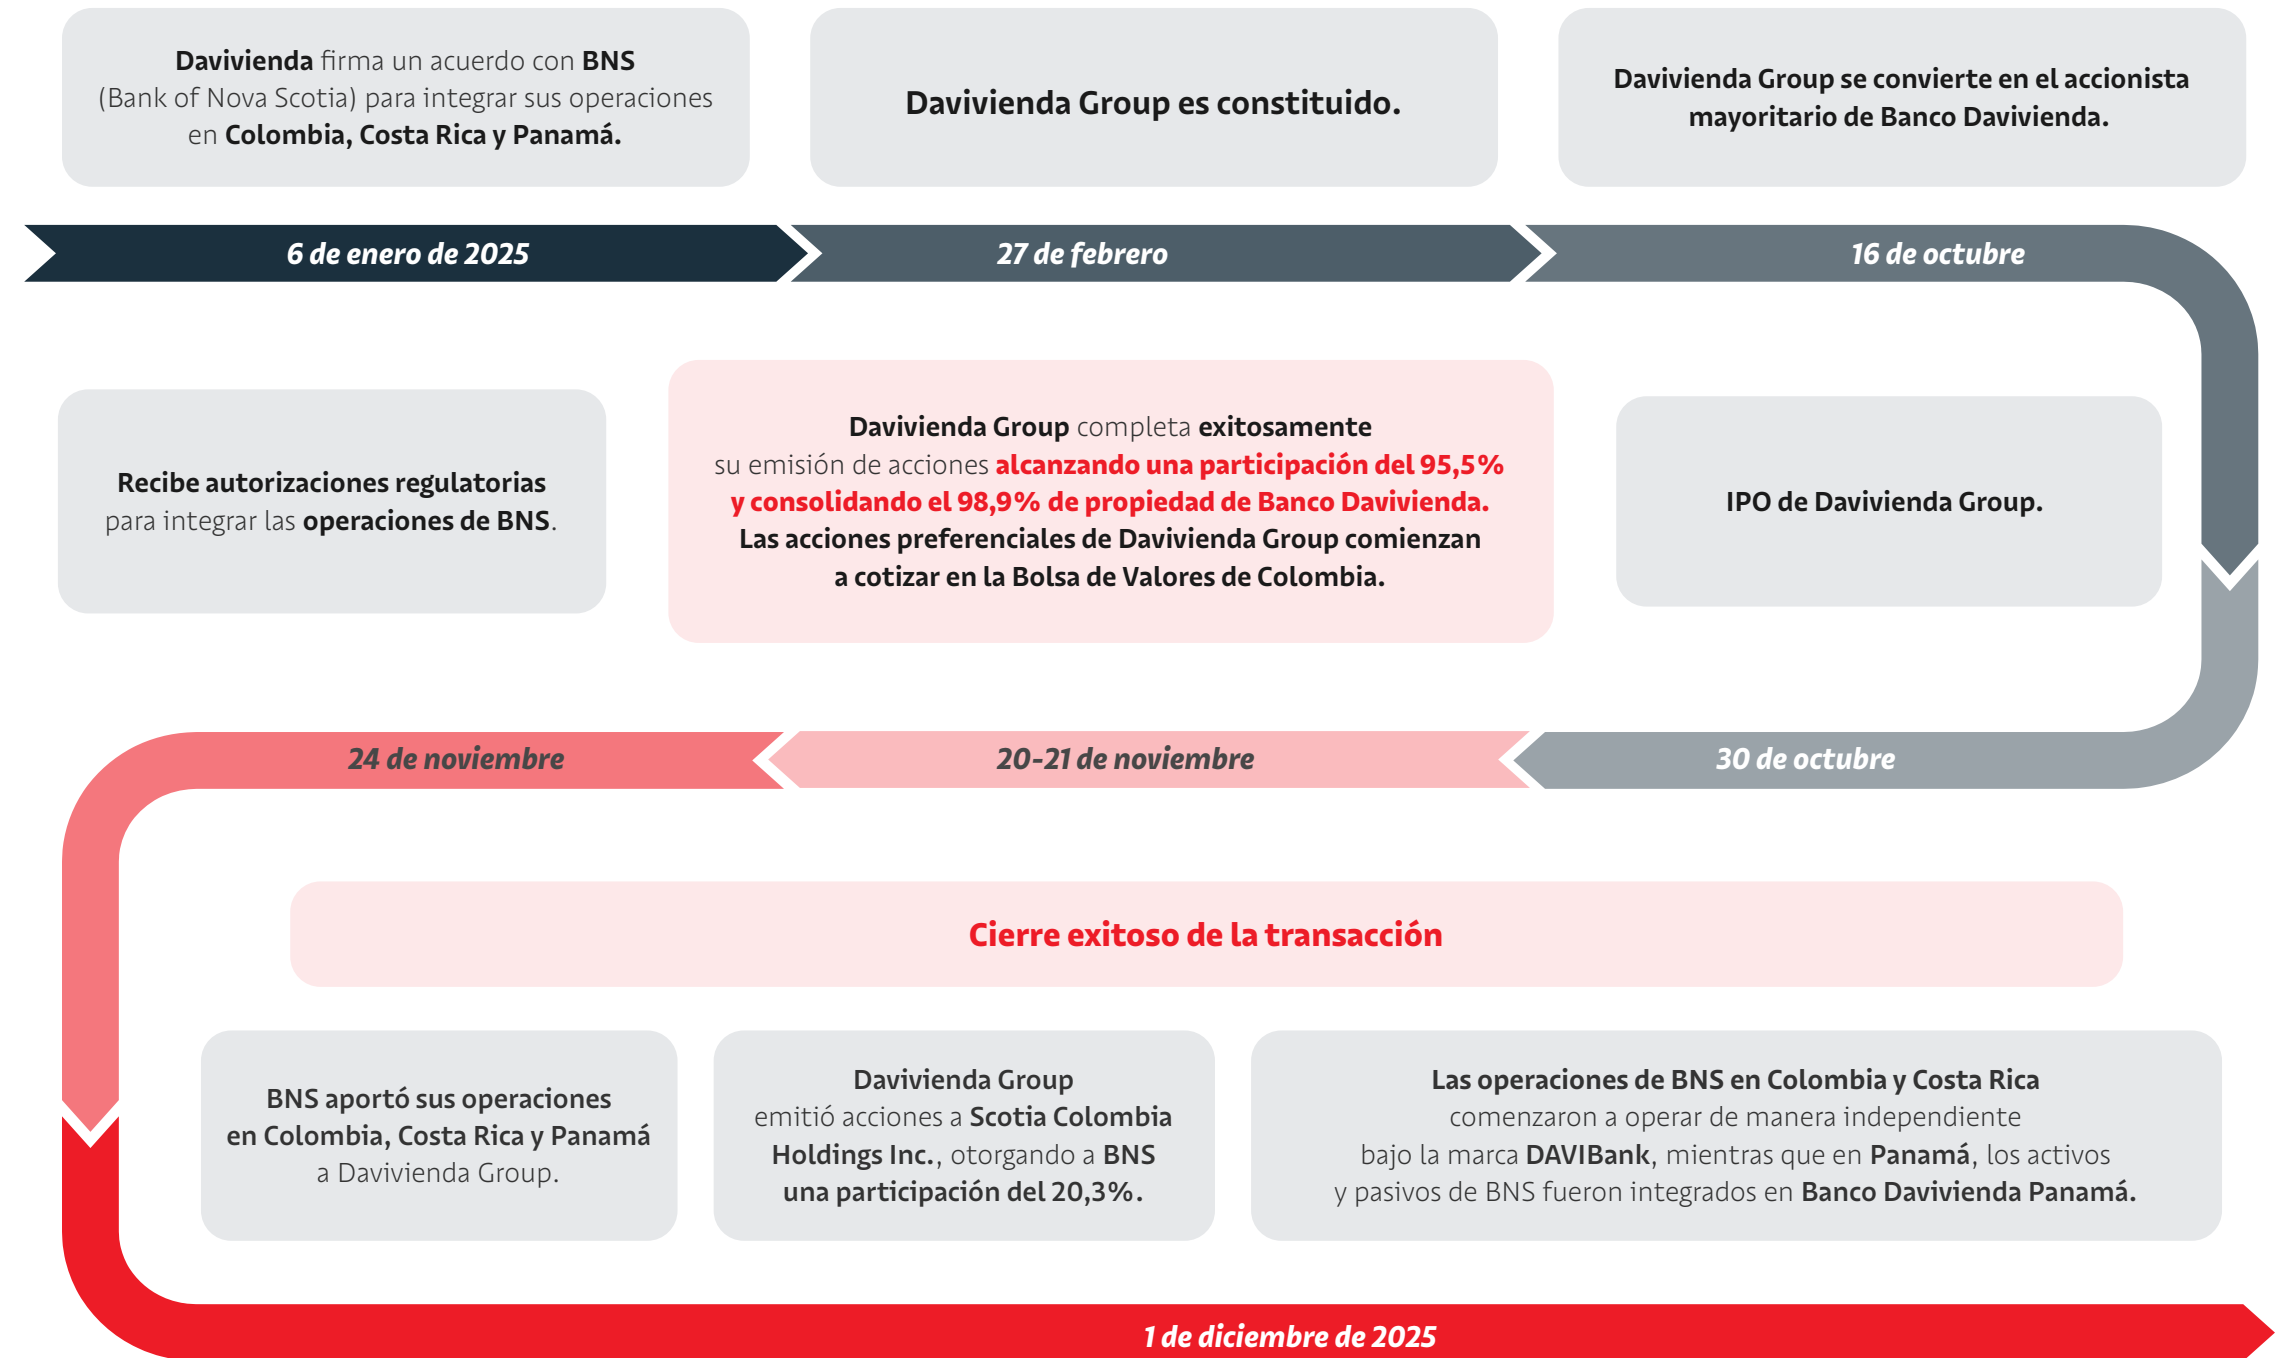 Davivienda firma un acuerdo con BNS
(Bank of Nova Scotia) para integrar sus operaciones
en Colombia, Costa Rica y Panamá.
Davivienda Group es constituido.
Davivienda Group se convierte en el accionista
mayoritario de Banco Davivienda.
6 de enero de 2025
27 de febrero
16 de octubre
IPO de Davivienda Group.
Davivienda Group completa exitosamente
su emisión de acciones alcanzando una participación del 95,5%
y consolidando el 98,9% de propiedad de Banco Davivienda.
Las acciones preferenciales de Davivienda Group comienzan
a cotizar en la Bolsa de Valores de Colombia.
Recibe autorizaciones regulatorias
para integrar las operaciones de BNS.
30 de octubre
20-21 de noviembre
24 de noviembre
Cierre exitoso de la transacción
BNS aportó sus operaciones
en Colombia, Costa Rica y Panamá
a Davivienda Group.
Davivienda Group
emitió acciones a Scotia Colombia
Holdings Inc., otorgando a BNS
una participación del 20,3%.
Las operaciones de BNS en Colombia y Costa Rica
comenzaron a operar de manera independiente
bajo la marca DAVIBank, mientras que en Panamá, los activos
y pasivos de BNS fueron integrados en Banco Davivienda Panamá.
1 de diciembre de 2025